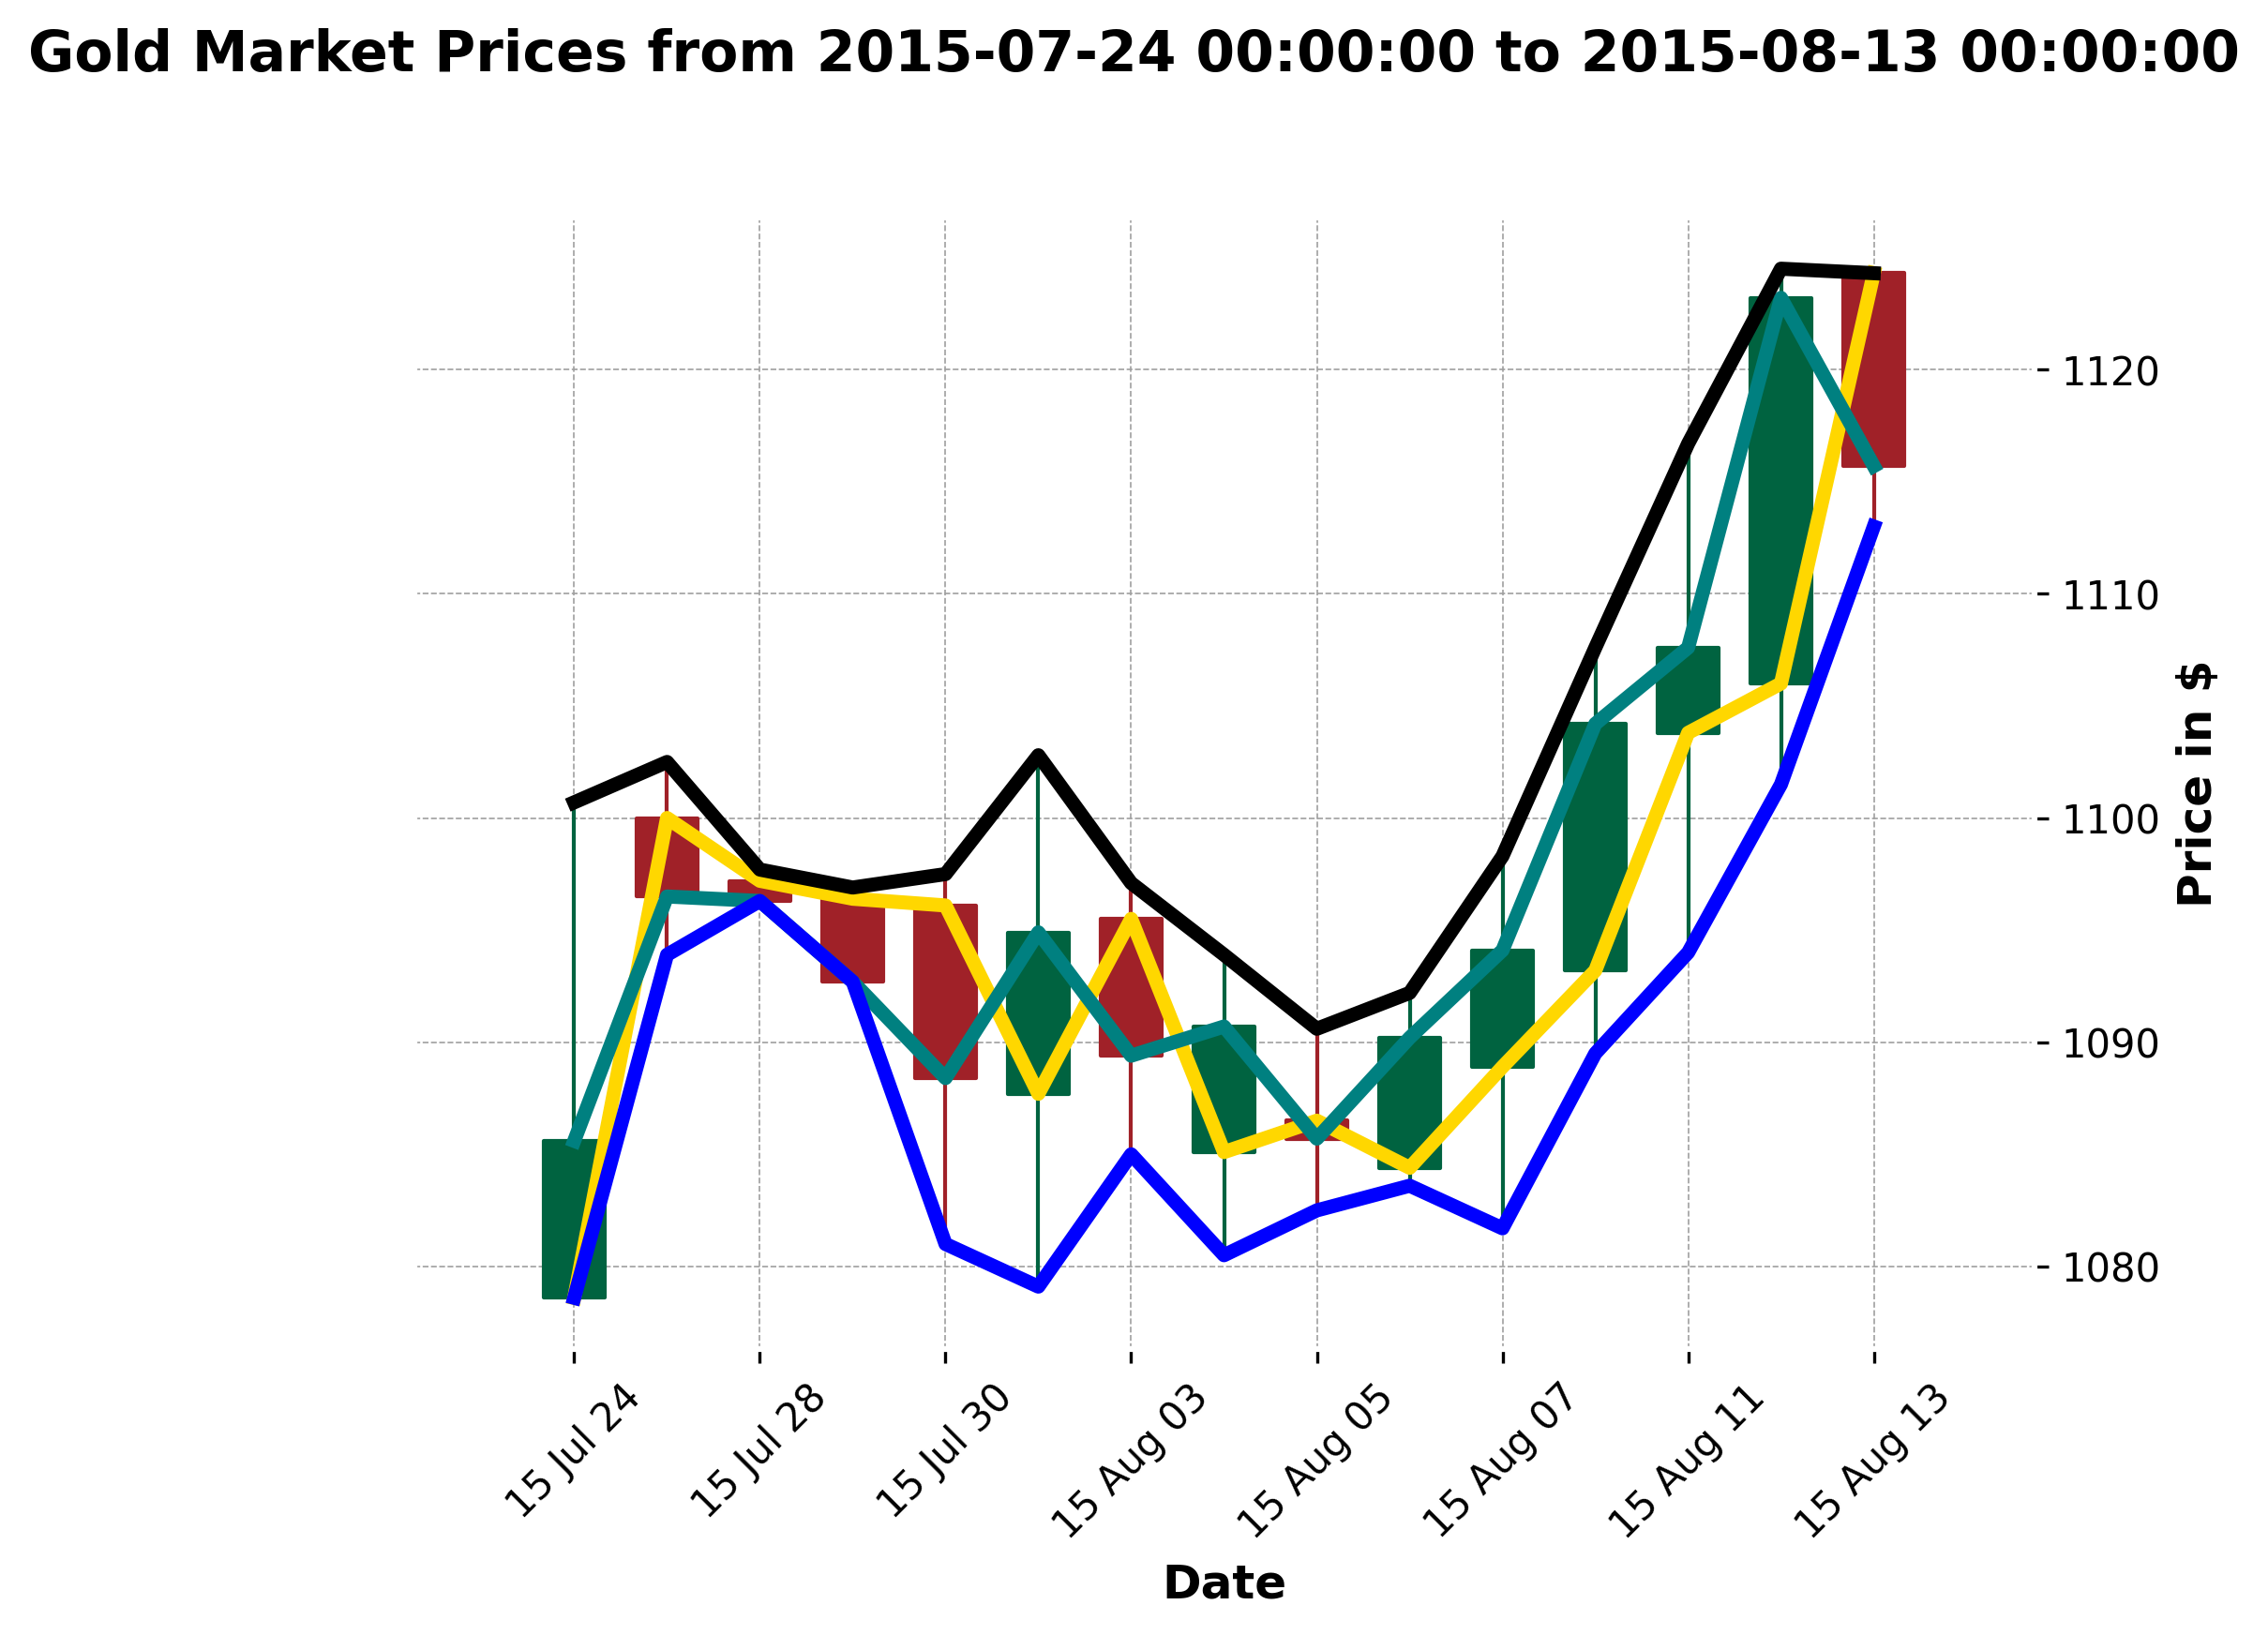 Gold Market Prices from 2015-07-24 00:00:00 to 2015-08-13 00:00:00
1120
1110
1100
1090
1080
Price in $
15 Jul 24
15 Jul 28
15 Jul 30
15 Aug 03
15 Aug 05
15 Aug 07
15 Aug 11
15 Aug 13
Date